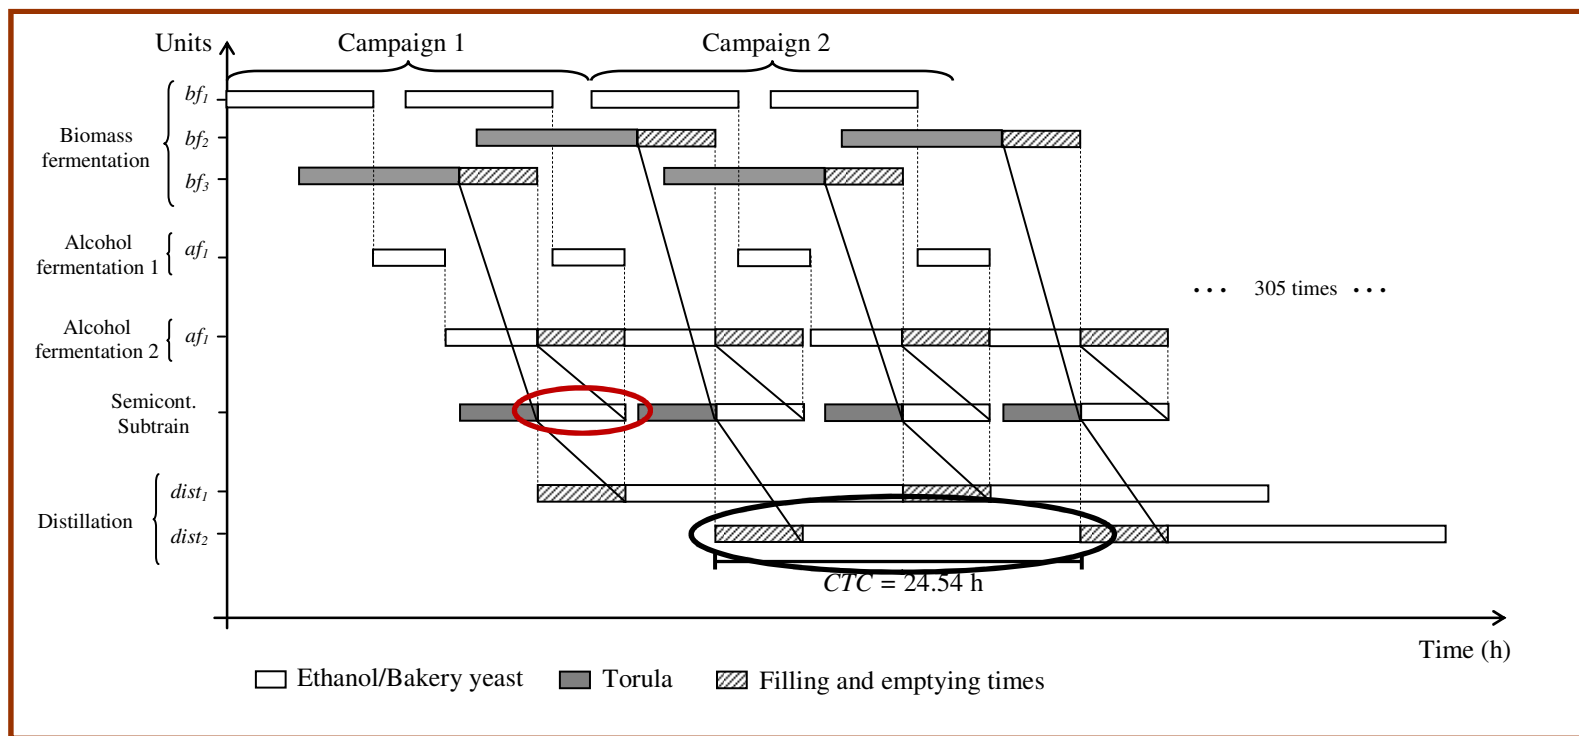 Units
Campaign 1
Campaign 2
bf1
Biomass
fermentation
bf2
bf3
Alcohol
fermentation 1
af1
• • • 305 times • • •
Alcohol
fermentation 2
af1
Semicont.
Subtrain
dist1
Distillation
dist2
CTC = 24.54 h
Time (h)
Ethanol/Bakery yeast
Torula
Filling and emptying times